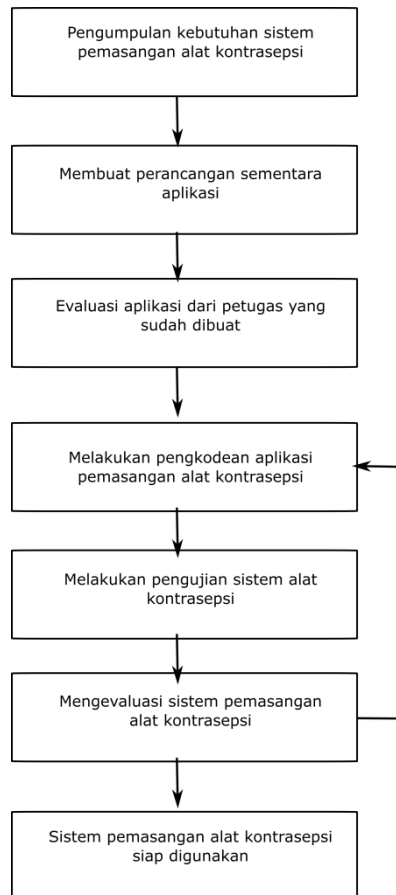 Pengumpulan kebutuhan sistem
pemasangan alat kontrasepsi
Membuat perancangan sementara
aplikasi
Evaluasi aplikasi dari petugas yang
sudah dibuat
Melakukan pengkodean aplikasi
pemasangan alat kontrasepsi
Melakukan pengujian sistem alat
kontrasepsi
Mengevaluasi sistem pemasangan
alat kontrasepsi
Sistem pemasangan alat kontrasepsi
siap digunakan